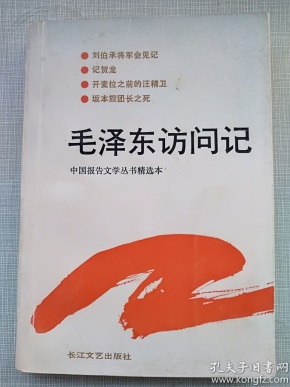 ● 刘伯承将军会见记
● 记贺龙
● 开麦拉之前的汪精卫
● 坂本旅团长之死
毛泽东访问记
中国报告文学丛书精选本
长江文艺出版社
孔夫子旧书网